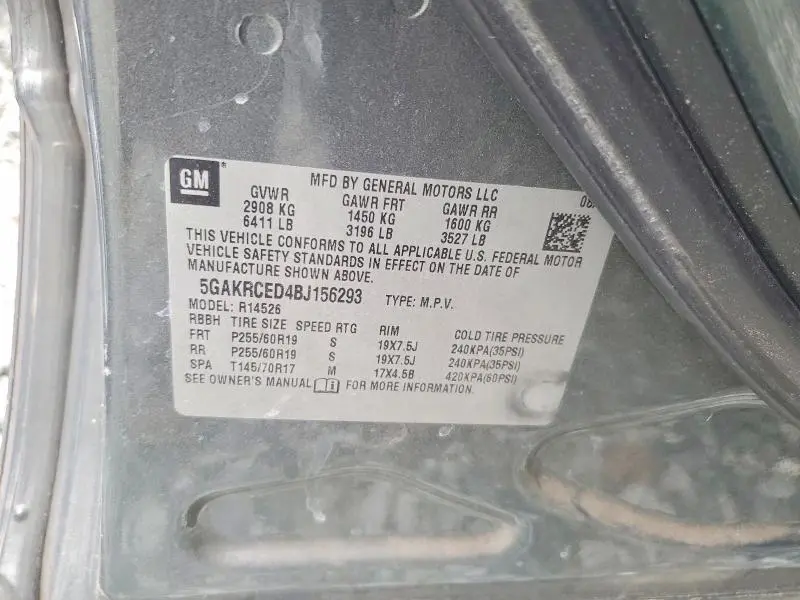 GM
MFD BY GENERAL MOTORS LLC
GVWR GAWR FRT GAWR RR
2908 KG 1450 KG 1600 KG
6411 LB 3196 LB 3527 LB
THIS VEHICLE CONFORMS TO ALL APPLICABLE U.S. FEDERAL MOTOR
VEHICLE SAFETY STANDARDS IN EFFECT ON THE DATE OF
MANUFACTURE SHOWN ABOVE.
5GAKRCED4BJ156293 TYPE: M.P.V.
MODEL: R14526
RBBH TIRE SIZE SPEED RTG RIM COLD TIRE PRESSURE
FRT P255/60R19 S 19X7.5J 240KPA(35PSI)
RR P255/60R19 S 19X7.5J 240KPA(35PSI)
SPA T145/70R17 M 17X4.5B 420KPA(60PSI)
SEE OWNER'S MANUAL FOR MORE INFORMATION.